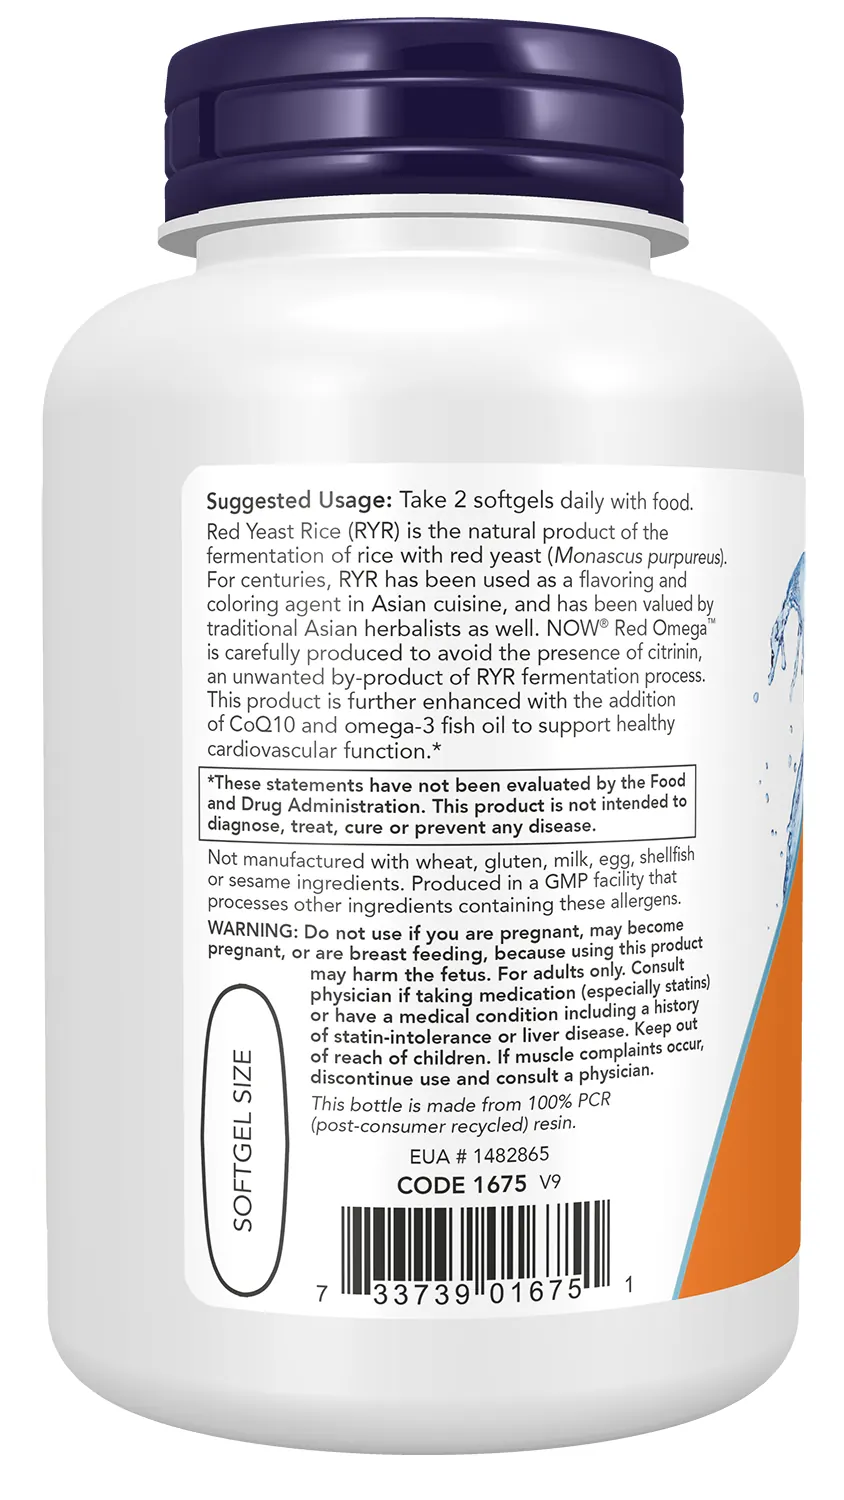 Suggested Usage: Take 2 softgels daily with food.
Red Yeast Rice (RYR) is the natural product of the
fermentation of rice with red yeast (Monascus purpureus).
For centuries, RYR has been used as a flavoring and
coloring agent in Asian cuisine, and has been valued by
traditional Asian herbalists as well. NOW® Red Omega™
is carefully produced to avoid the presence of citrinin,
an unwanted by-product of RYR fermentation process.
This product is further enhanced with the addition
of CoQ10 and omega-3 fish oil to support healthy
cardiovascular function.*
*These statements have not been evaluated by the Food
and Drug Administration. This product is not intended to
diagnose, treat, cure or prevent any disease.
Not manufactured with wheat, gluten, milk, egg, shellfish
or sesame ingredients. Produced in a GMP facility that
processes other ingredients containing these allergens.
WARNING: Do not use if you are pregnant, may become
pregnant, or are breast feeding, because using this product
may harm the fetus. For adults only. Consult
physician if taking medication (especially statins)
or have a medical condition including a history
of statin-intolerance or liver disease. Keep out
of reach of children. If muscle complaints occur,
discontinue use and consult a physician.
SOFTGEL SIZE
This bottle is made from 100% PCR
(post-consumer recycled) resin.
EUA # 1482865
CODE 1675 V9
7 33739 01675 1